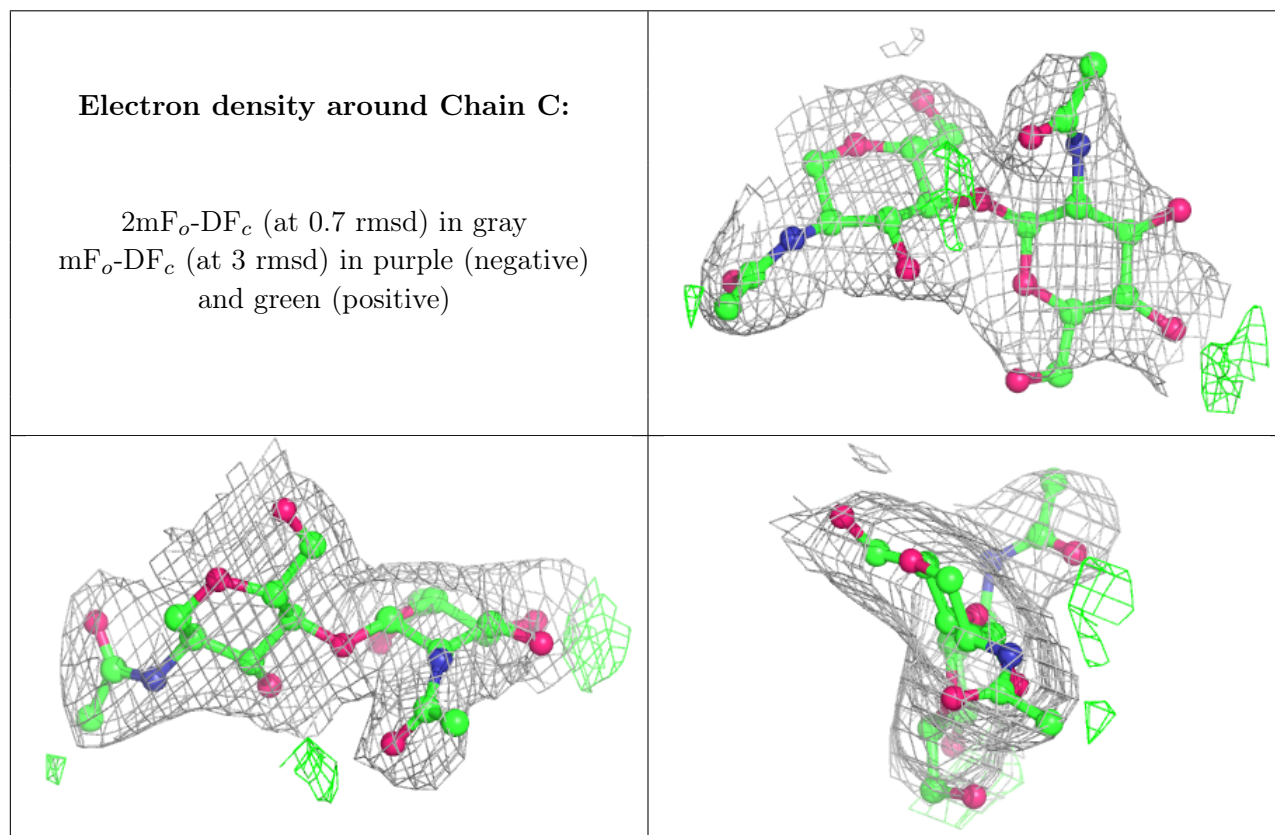 Electron density around Chain C:
2mFo-DFc (at 0.7 rmsd) in gray
mFo-DFc (at 3 rmsd) in purple (negative)
and green (positive)